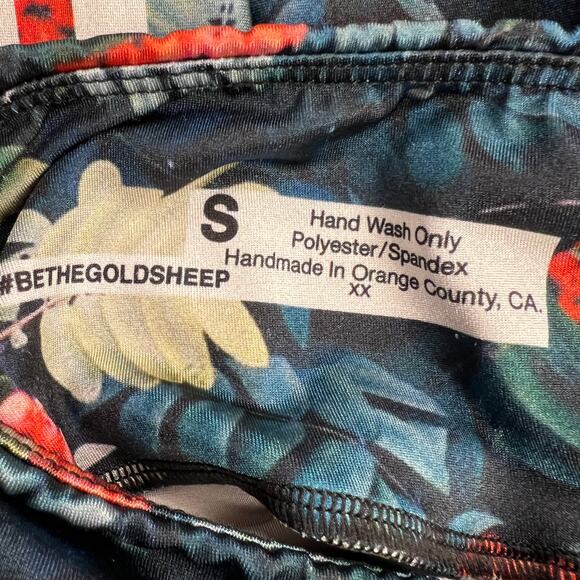 S
Hand Wash Only
Polyester/Spandex
Handmade In Orange County, CA.
XX
#BETHEGOLDSHEEP